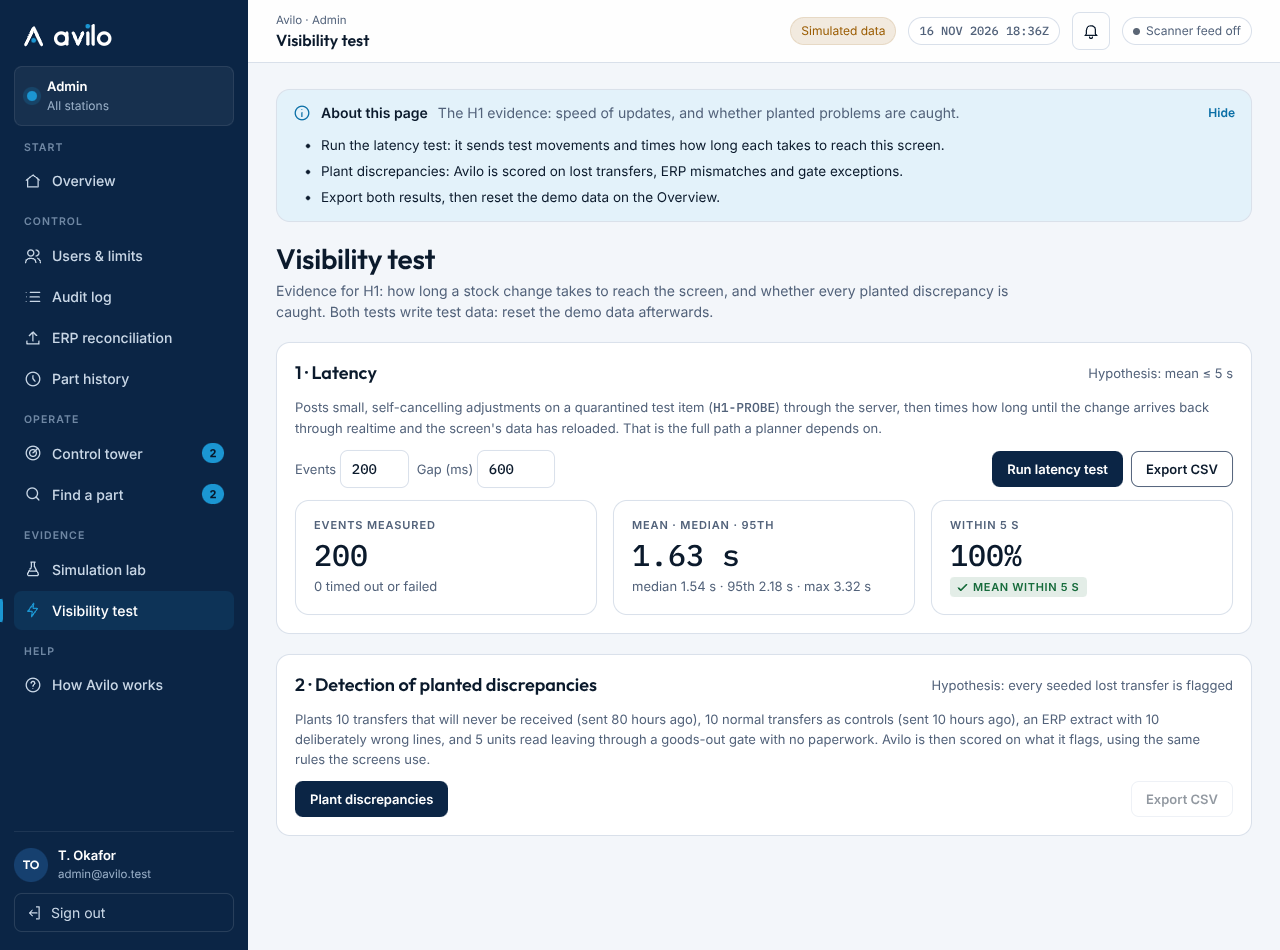 avilo
Admin
All stations
START
Overview
CONTROL
Users & limits
Audit log
ERP reconciliation
Part history
OPERATE
Control tower 2
Find a part 2
EVIDENCE
Simulation lab
Visibility test
HELP
How Avilo works
TO
T. Okafor
admin@avilo.test
Sign out
Avilo · Admin
Visibility test
Simulated data
16 NOV 2026 18:36Z
Scanner feed off
About this page The H1 evidence: speed of updates, and whether planted problems are caught. Hide
• Run the latency test: it sends test movements and times how long each takes to reach this screen.
• Plant discrepancies: Avilo is scored on lost transfers, ERP mismatches and gate exceptions.
• Export both results, then reset the demo data on the Overview.
Visibility test
Evidence for H1: how long a stock change takes to reach the screen, and whether every planted discrepancy is
caught. Both tests write test data: reset the demo data afterwards.
1 · Latency Hypothesis: mean ≤ 5 s
Posts small, self-cancelling adjustments on a quarantined test item (H1-PROBE) through the server, then times how long until the change arrives back
through realtime and the screen's data has reloaded. That is the full path a planner depends on.
Events 200 Gap (ms) 600 Run latency test Export CSV
EVENTS MEASURED
200
0 timed out or failed
MEAN · MEDIAN · 95TH
1.63 s
median 1.54 s · 95th 2.18 s · max 3.32 s
WITHIN 5 S
100%
MEAN WITHIN 5 S
2 · Detection of planted discrepancies Hypothesis: every seeded lost transfer is flagged
Plants 10 transfers that will never be received (sent 80 hours ago), 10 normal transfers as controls (sent 10 hours ago), an ERP extract with 10
deliberately wrong lines, and 5 units read leaving through a goods-out gate with no paperwork. Avilo is then scored on what it flags, using the same
rules the screens use.
Plant discrepancies Export CSV